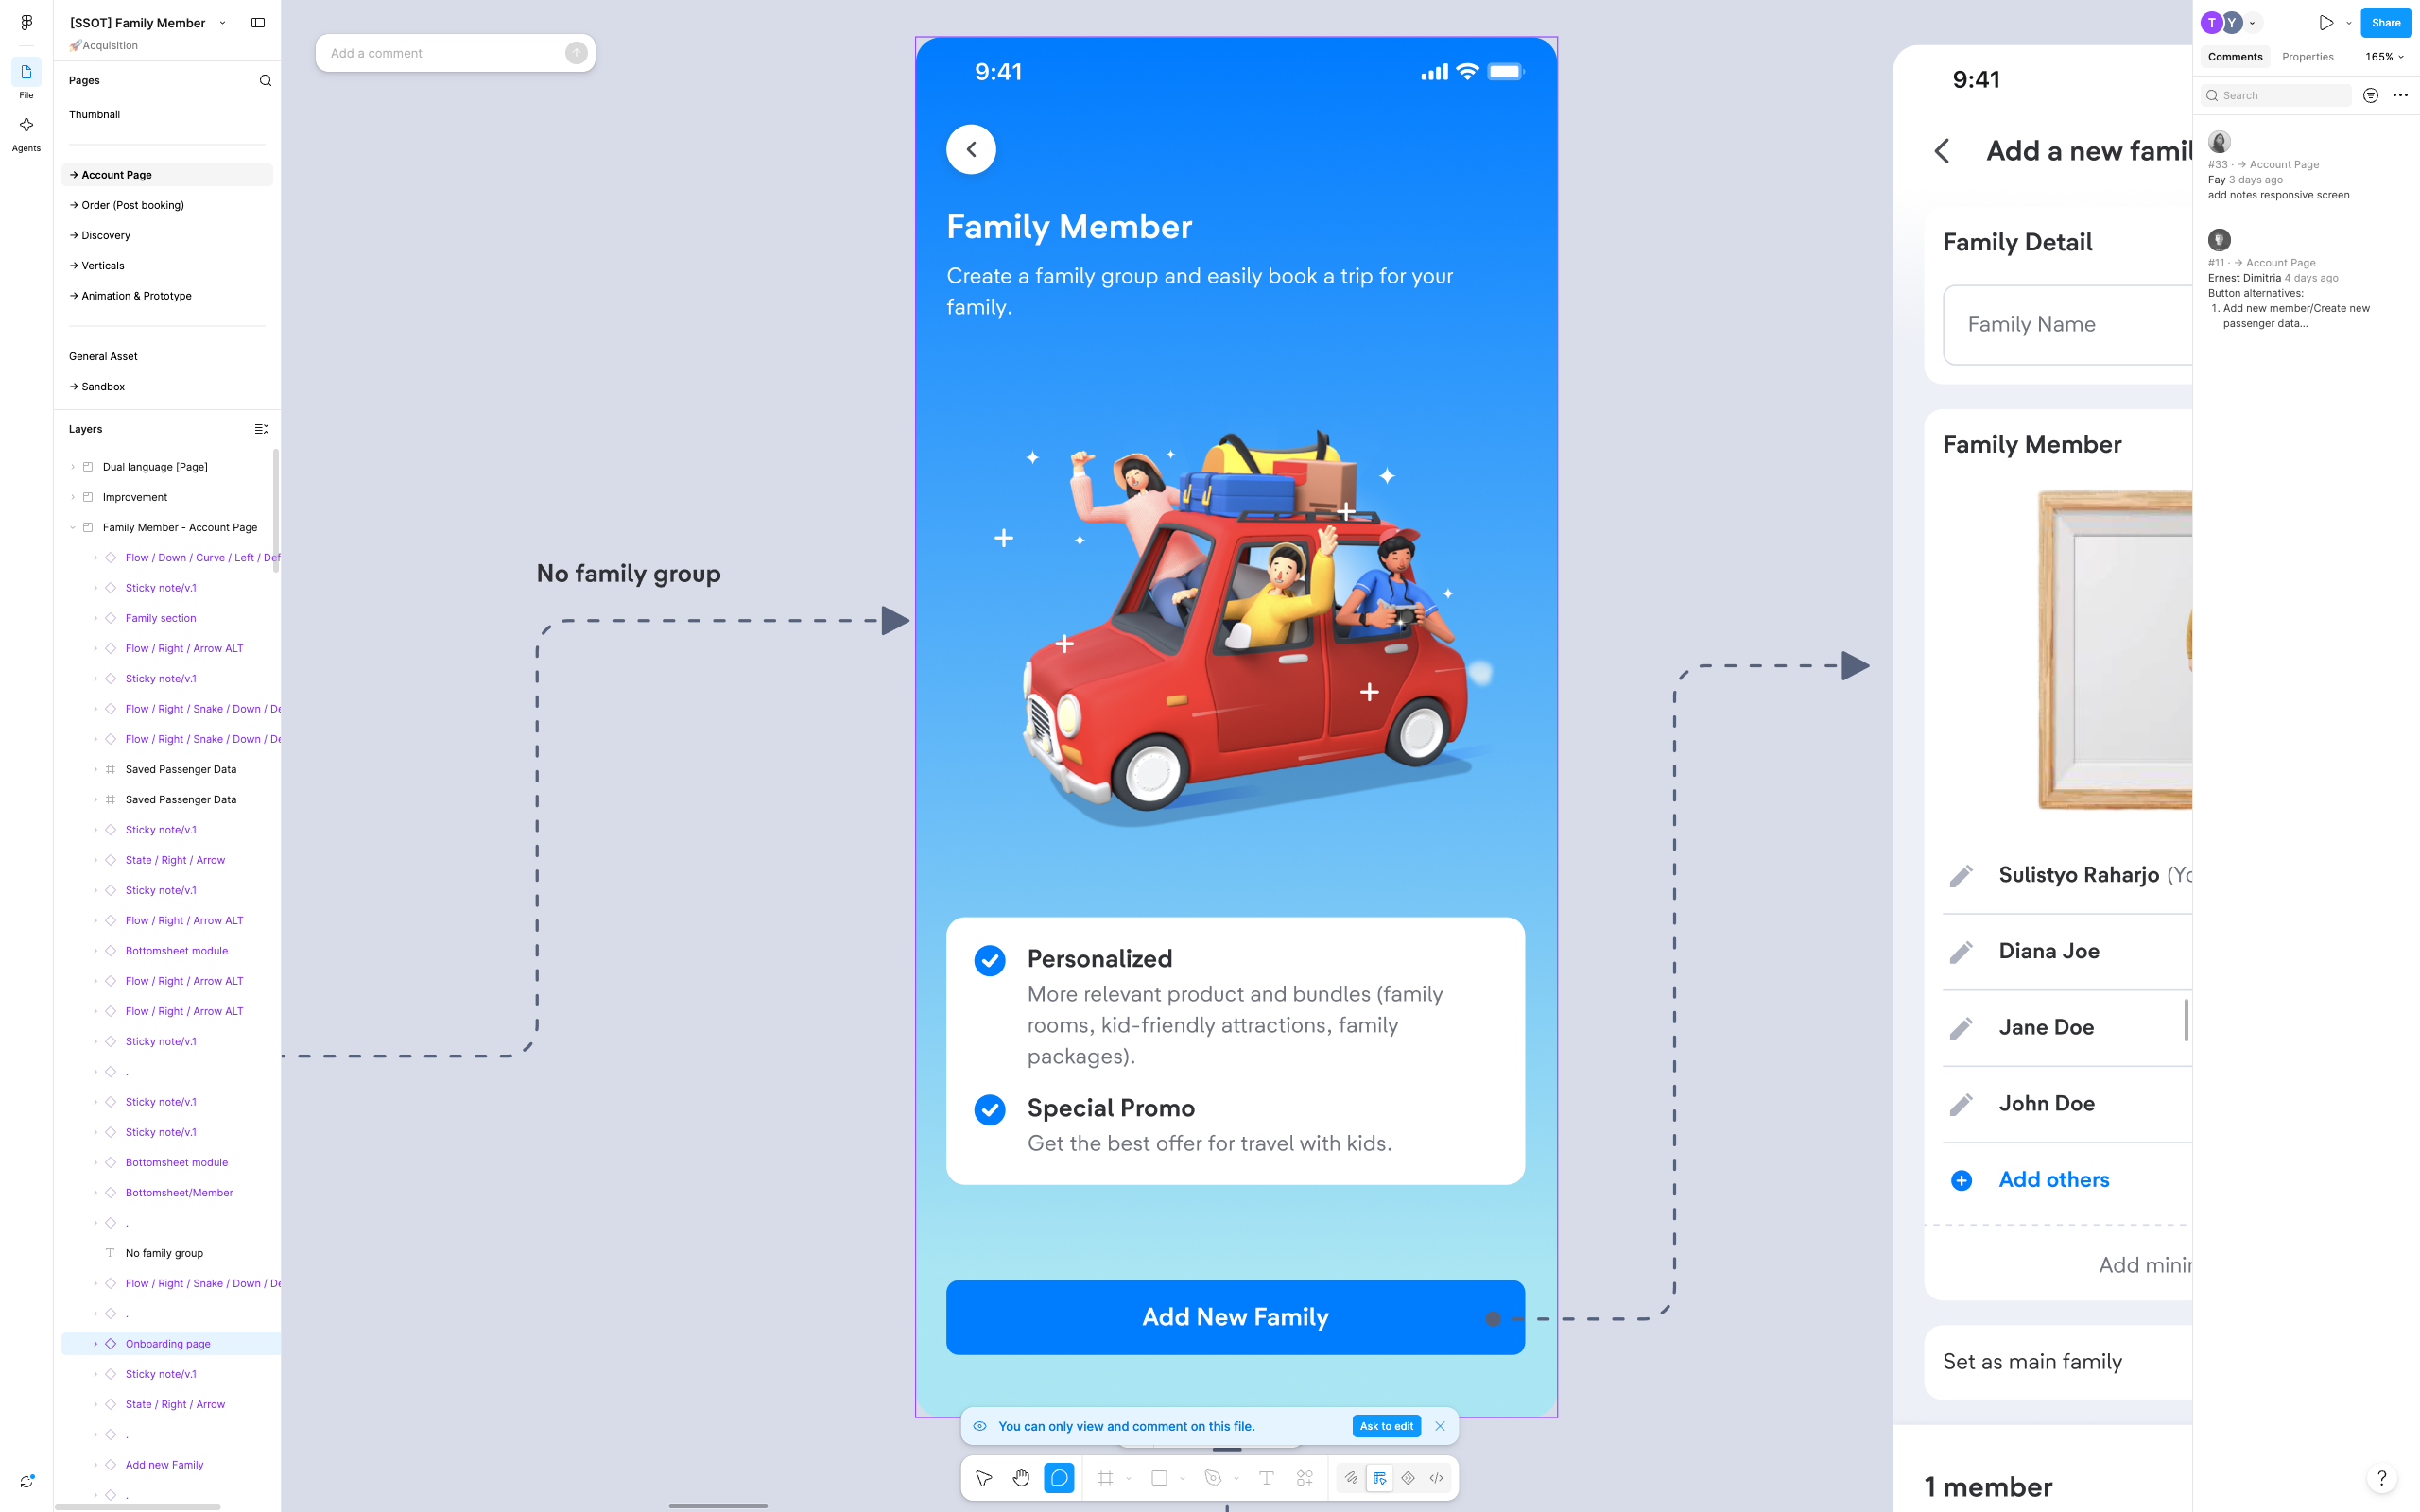 [SSOT] Family Member
🚀Acquisition
File
Agents
Pages
Thumbnail
→ Account Page
→ Order (Post booking)
→ Discovery
→ Verticals
→ Animation & Prototype
General Asset
→ Sandbox
Layers
Dual language [Page]
Improvement
Family Member - Account Page
Flow / Down / Curve / Left / Def
Sticky note/v.1
Family section
Flow / Right / Arrow ALT
Sticky note/v.1
Flow / Right / Snake / Down / De
Flow / Right / Snake / Down / De
Saved Passenger Data
Saved Passenger Data
Sticky note/v.1
State / Right / Arrow
Sticky note/v.1
Flow / Right / Arrow ALT
Bottomsheet module
Flow / Right / Arrow ALT
Flow / Right / Arrow ALT
Sticky note/v.1
.
Sticky note/v.1
Sticky note/v.1
Bottomsheet module
Bottomsheet/Member
.
No family group
Flow / Right / Snake / Down / De
.
Onboarding page
Sticky note/v.1
State / Right / Arrow
.
Add new Family
.
Add a comment
No family group
9:41
Family Member
Create a family group and easily book a trip for your
family.
Personalized
More relevant product and bundles (family
rooms, kid-friendly attractions, family
packages).
Special Promo
Get the best offer for travel with kids.
Add New Family
You can only view and comment on this file.
Ask to edit
9:41
Add a new famil
Family Detail
Family Name
Family Member
Sulistyo Raharjo (Yo
Diana Joe
Jane Doe
John Doe
Add others
Add minir
Set as main family
1 member
T
Y
Share
Comments
Properties
165%
Search
#33 · → Account Page
Fay 3 days ago
add notes responsive screen
#11 · → Account Page
Ernest Dimitria 4 days ago
Button alternatives:
1. Add new member/Create new
passenger data...
?